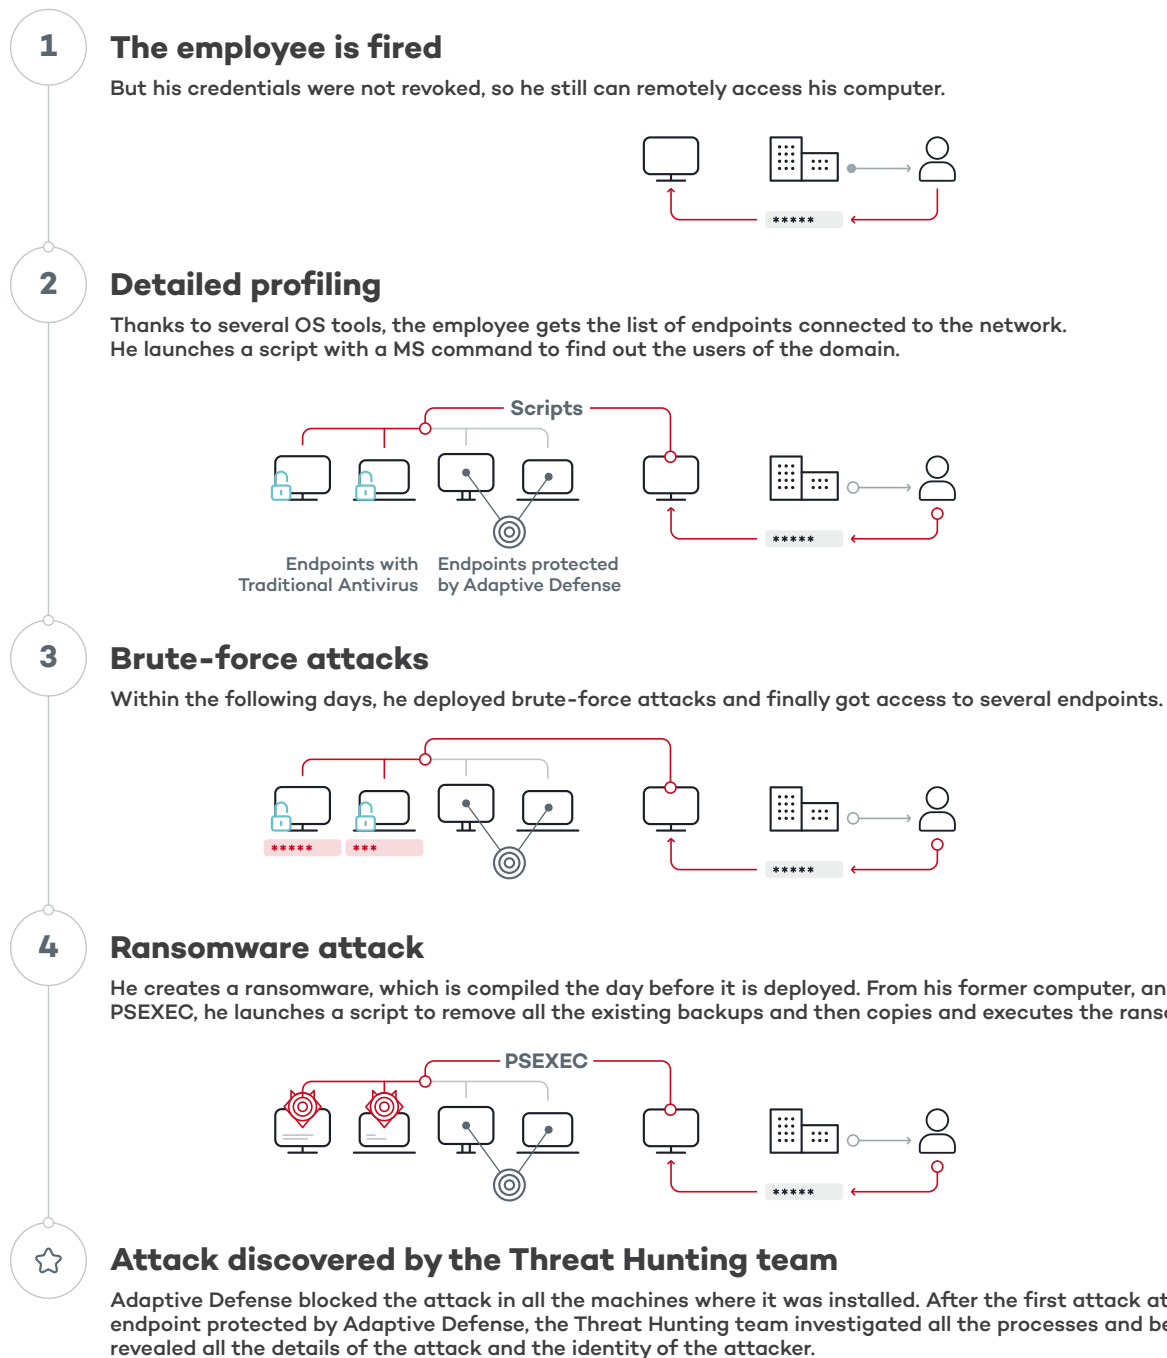 1
The employee is fired
But his credentials were not revoked, so he still can remotely access his computer.
*****
2
Detailed profiling
Thanks to several OS tools, the employee gets the list of endpoints connected to the network.
He launches a script with a MS command to find out the users of the domain.
Scripts
*****
Endpoints with
Traditional Antivirus
Endpoints protected
by Adaptive Defense
3
Brute-force attacks
Within the following days, he deployed brute-force attacks and finally got access to several endpoints.
***** ***
*****
4
Ransomware attack
He creates a ransomware, which is compiled the day before it is deployed. From his former computer,
PSEXEC, he launches a script to remove all the existing backups and then copies and executes the
PSEXEC
*****
Attack discovered by the Threat Hunting team
Adaptive Defense blocked the attack in all the machines where it was installed. After the first attack
endpoint protected by Adaptive Defense, the Threat Hunting team investigated all the processes and
revealed all the details of the attack and the identity of the attacker.